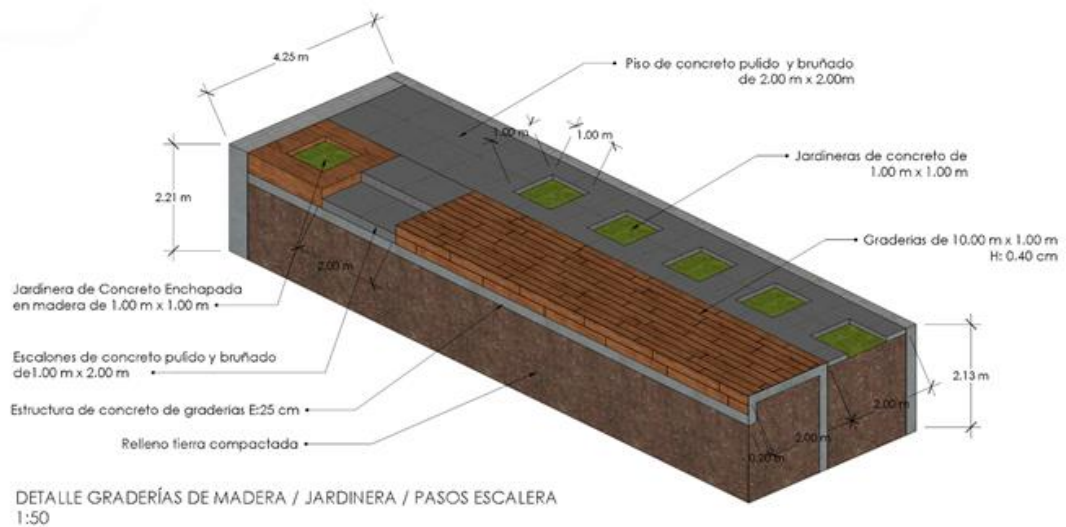 4.25 m
Piso de concreto pulido y bruñado
de 2.00 m x 2.00m
1.00 m
1.00 m
Jardineras de concreto de
1.00 m x 1.00 m
2.21 m
Graderías de 10.00 m x 1.00 m
H: 0.40 cm
2.00 m
Jardinera de Concreto Enchapada
en madera de 1.00 m x 1.00 m
Escalones de concreto pulido y bruñado
de1.00 m x 2.00 m
2.13 m
Estructura de concreto de graderías E:25 cm
2.00 m
2.00 m
Relleno tierra compactada
0.20 m
DETALLE GRADERÍAS DE MADERA / JARDINERA / PASOS ESCALERA
1:50